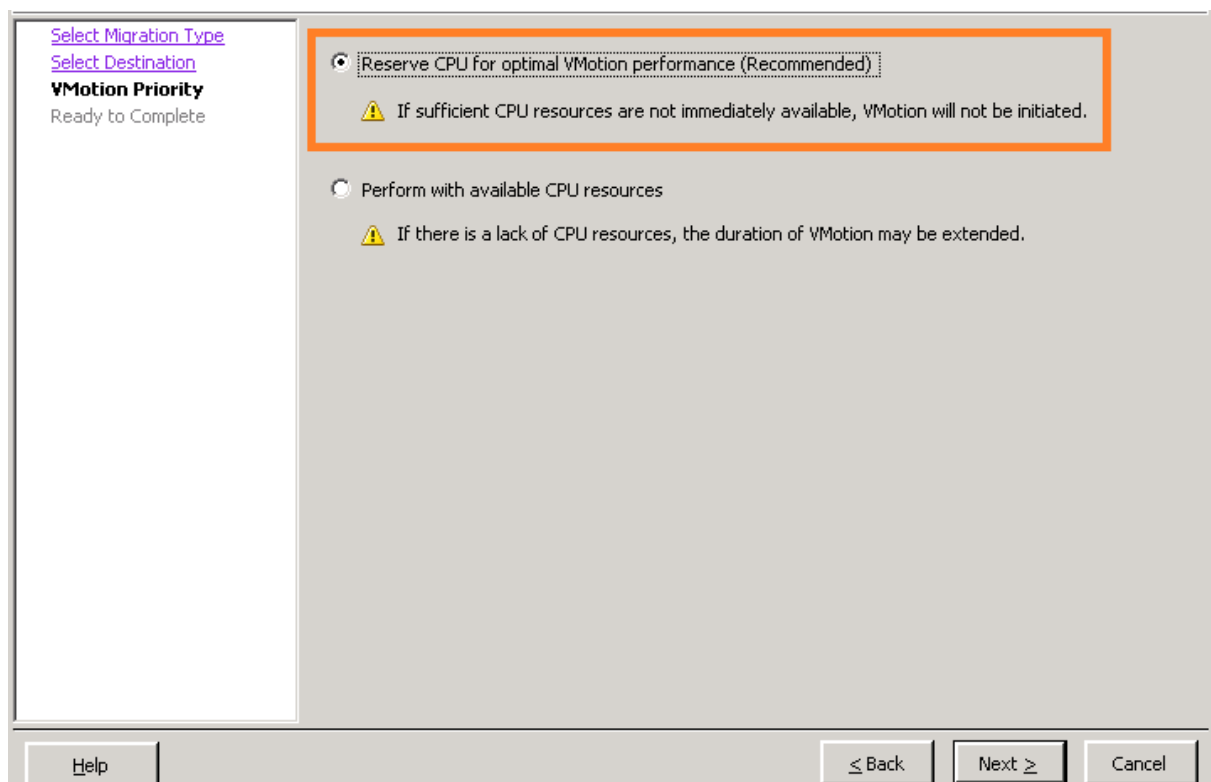 Select Migration Type
Select Destination
VMotion Priority
Ready to Complete
Reserve CPU for optimal VMotion performance (Recommended)
If sufficient CPU resources are not immediately available, VMotion will not be initiated.
Perform with available CPU resources
If there is a lack of CPU resources, the duration of VMotion may be extended.
Help
≤ Back
Next ≥
Cancel